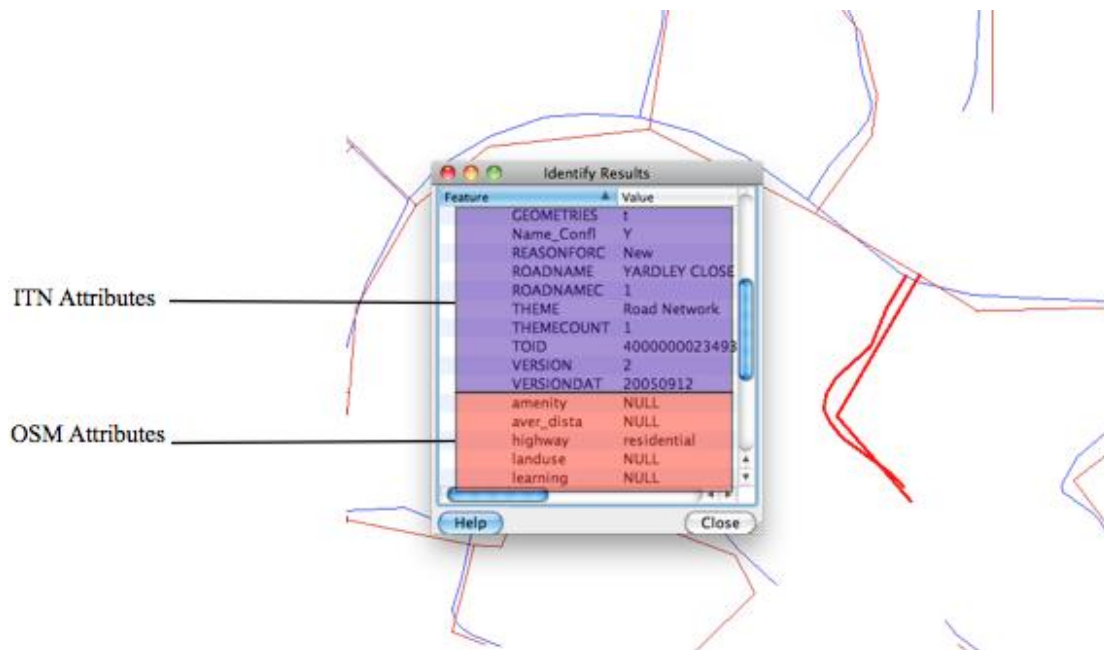 Identify Results
Feature Value
GEOMETRIES t
Name_Confl Y
REASONFORC New
ROADNAME YARDLEY CLOSE
ROADNAMEC 1
ITN Attributes
THEME Road Network
THEMECOUNT 1
TOID 4000000023493
VERSION 2
VERSIONDAT 20050912
amenity NULL
aver_dista NULL
OSM Attributes
highway residential
landuse NULL
learning NULL
Help Close